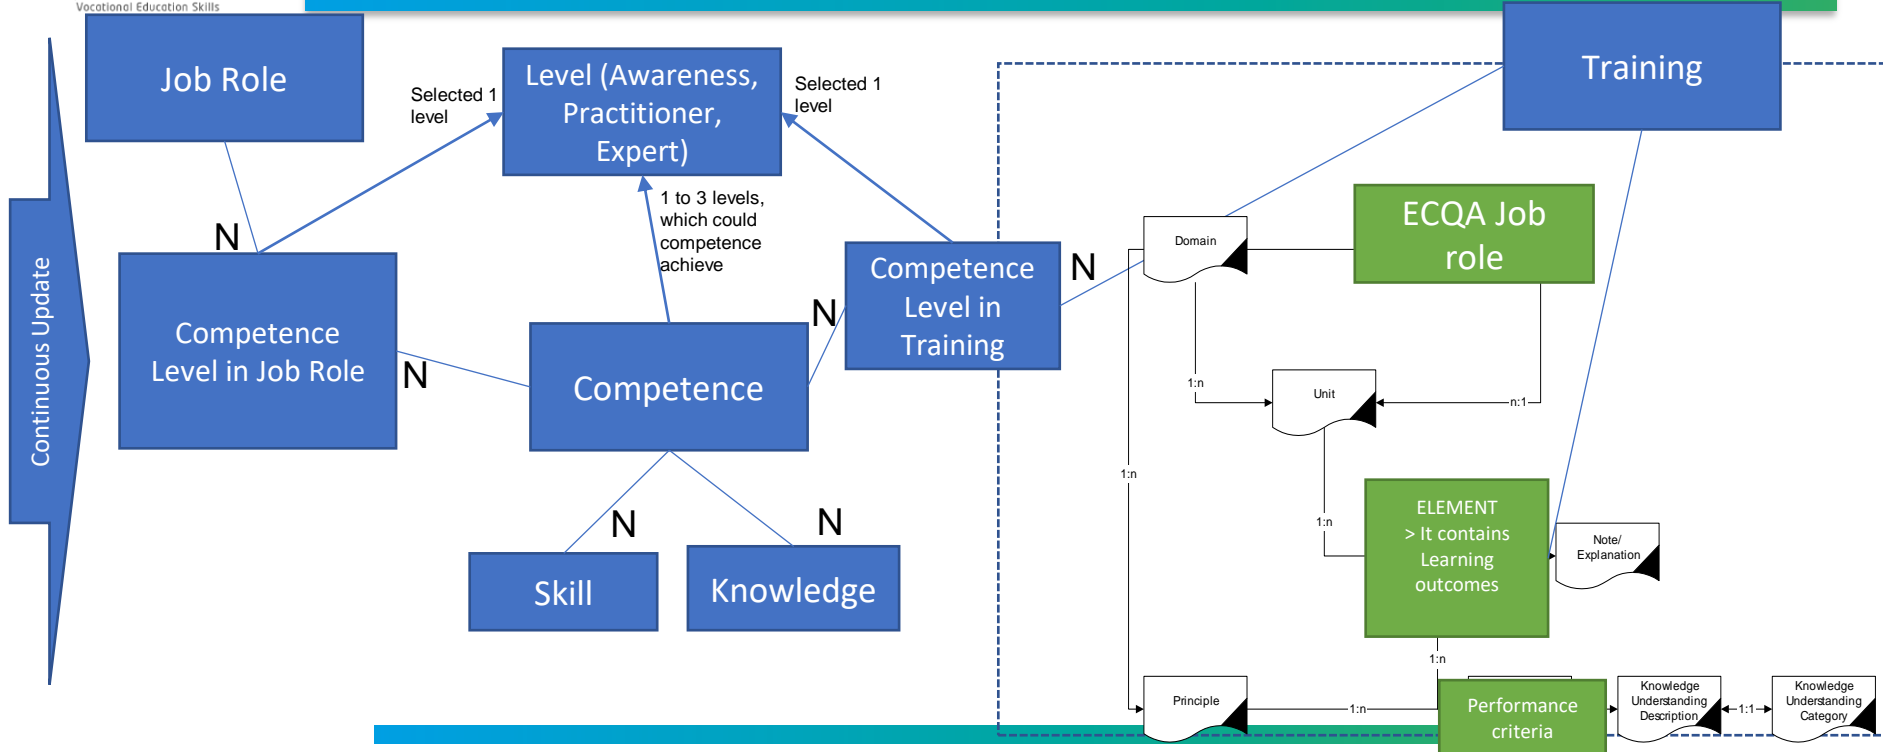 Vocational Education Skills
Job Role
Selected 1
level
Level (Awareness,
Practitioner,
Expert)
Selected 1
level
Training
1 to 3 levels,
which could
competence
achieve
N
Continuous Update
Competence
Level in Job Role
N
Competence
N
Competence
Level in
Training
N
Domain
ECQA Job
role
1:n
Unit
n:1
1:n
N
N
Skill
Knowledge
1:n
ELEMENT
> It contains
Learning
outcomes
Note/
Explanation
1:n
Principle
1:n
Performance
criteria
Knowledge
Understanding
Description
1:1
Knowledge
Understanding
Category